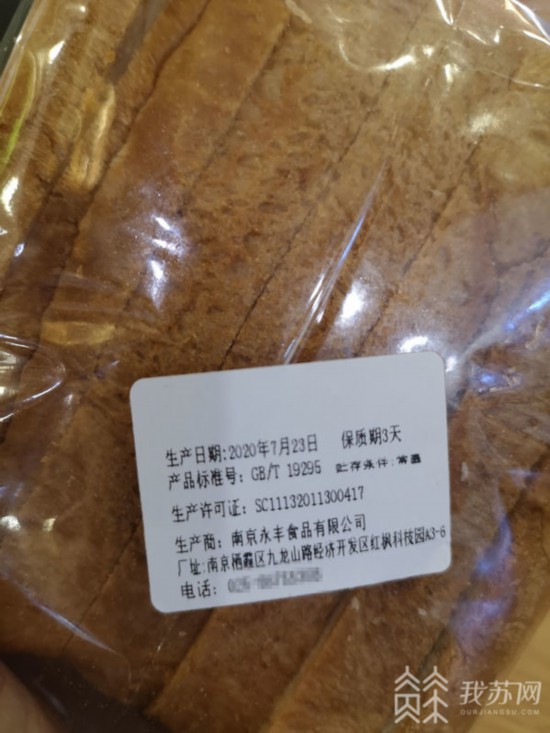 生产日期:2020年7月23日 保质期3天
产品标准号: GB/T 19295 贮存条件:常温
生产许可证: SC11132011300417
生产商: 南京永丰食品有限公司
厂址:南京栖霞区九龙山路经济开发区红枫科技园A3-6
电话:
我苏网
OURJIANGSU.COM